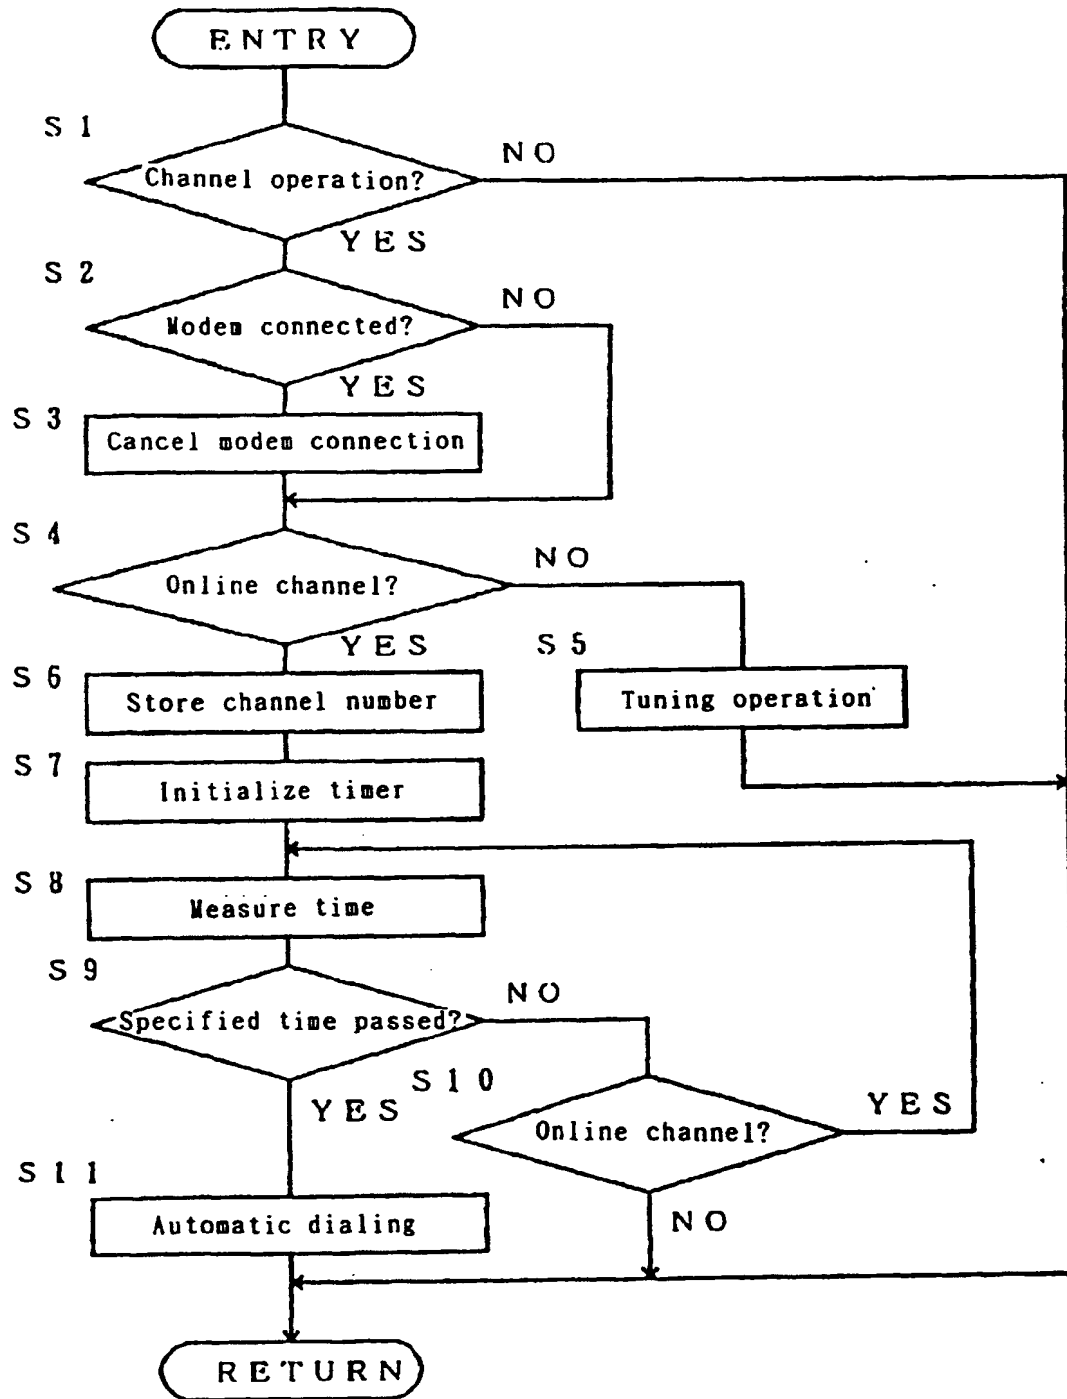 ENTRY
S1
NO
Channel operation?
YES
S2
NO
Modem connected?
YES
S3
Cancel modem connection
S4
NO
Online channel?
YES
S5
S6
Store channel number
Tuning operation
S7
Initialize timer
S8
Measure time
S9
NO
Specified time passed?
S10
YES
YES
Online channel?
S11
NO
Automatic dialing
RETURN